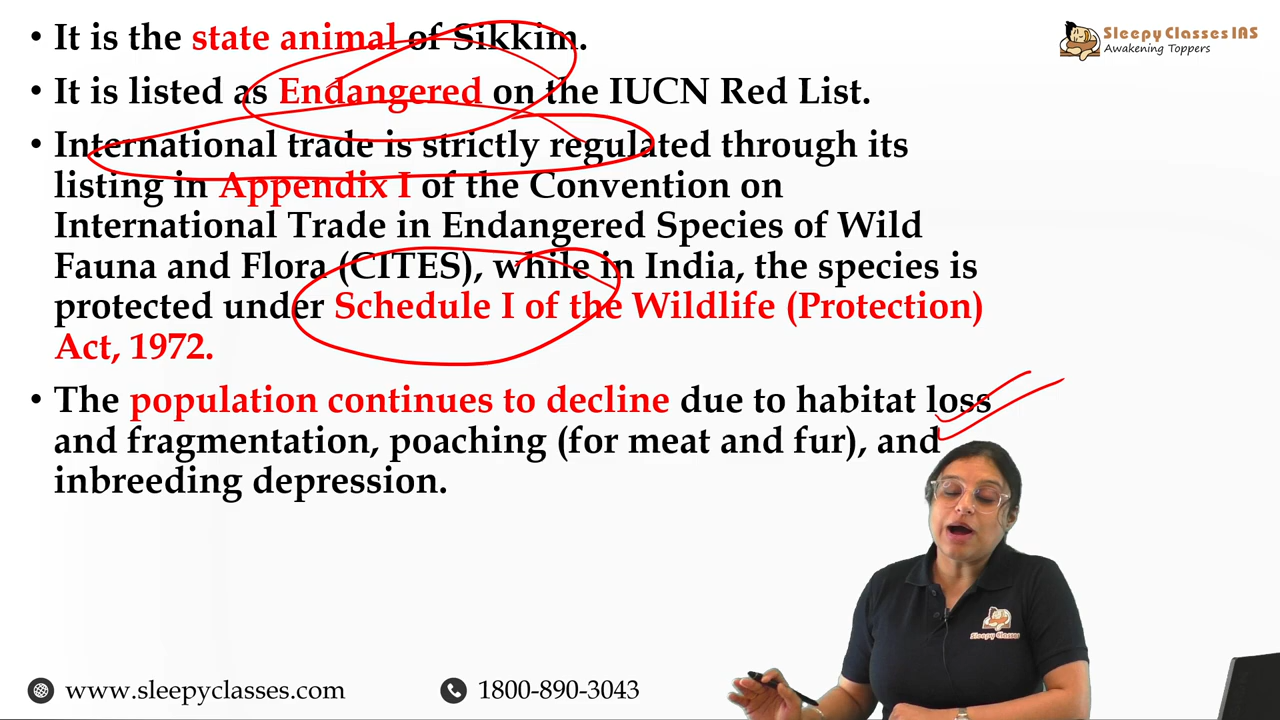 • It is the state animal of Sikkim.
Sleepy Classes IAS
Awakening Toppers
• It is listed as Endangered on the IUCN Red List.
• International trade is strictly regulated through its
listing in Appendix I of the Convention on
International Trade in Endangered Species of Wild
Fauna and Flora (CITES), while in India, the species is
protected under Schedule I of the Wildlife (Protection)
Act, 1972.
• The population continues to decline due to habitat loss
and fragmentation, poaching (for meat and fur), and
inbreeding depression.
Sleepy Classes
www.sleepyclasses.com
1800-890-3043